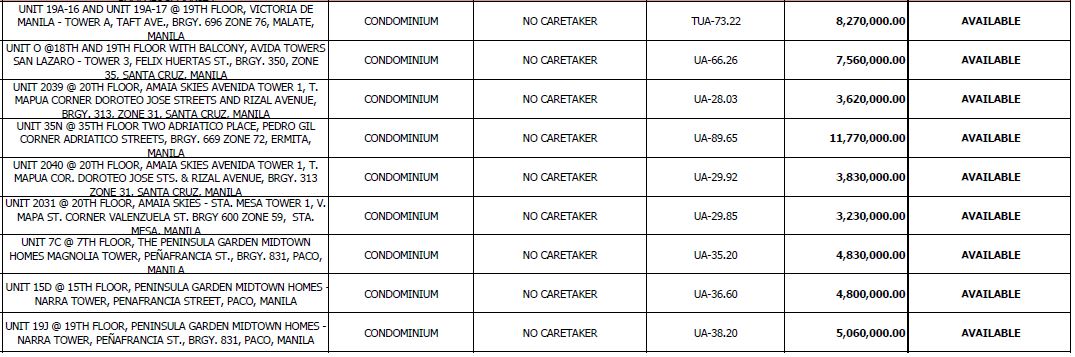 UNIT 19A-16 AND UNIT 19A-17 @ 19TH FLOOR, VICTORIA DE
MANILA - TOWER A, TAFT AVE., BRGY. 696 ZONE 76, MALATE,
MANILA
CONDOMINIUM
NO CARETAKER
TUA-73.22
8,270,000.00
AVAILABLE
UNIT O @18TH AND 19TH FLOOR WITH BALCONY, AVIDA TOWERS
SAN LAZARO - TOWER 3, FELIX HUERTAS ST., BRGY. 350, ZONE
35, SANTA CRUZ, MANILA
CONDOMINIUM
NO CARETAKER
UA-66.26
7,560,000.00
AVAILABLE
UNIT 2039 @ 20TH FLOOR, AMAIA SKIES AVENIDA TOWER 1, T.
MAPUA CORNER DOROTEO JOSE STREETS AND RIZAL AVENUE,
BRGY. 313, ZONE 31, SANTA CRUZ, MANILA
CONDOMINIUM
NO CARETAKER
UA-28.03
3,620,000.00
AVAILABLE
UNIT 35N @ 35TH FLOOR TWO ADRIATICO PLACE, PEDRO GIL
CORNER ADRIATICO STREETS, BRGY. 669 ZONE 72, ERMITA,
MANILA
CONDOMINIUM
NO CARETAKER
UA-89.65
11,770,000.00
AVAILABLE
UNIT 2040 @ 20TH FLOOR, AMAIA SKIES AVENIDA TOWER 1, T.
MAPUA COR. DOROTEO JOSE STS. & RIZAL AVENUE, BRGY. 313
ZONE 31, SANTA CRUZ, MANILA
CONDOMINIUM
NO CARETAKER
UA-29.92
3,830,000.00
AVAILABLE
UNIT 2031 @ 20TH FLOOR, AMAIA SKIES - STA. MESA TOWER 1, V.
MAPA ST. CORNER VALENZUELA ST. BRGY 600 ZONE 59, STA.
MESA, MANILA
CONDOMINIUM
NO CARETAKER
UA-29.85
3,230,000.00
AVAILABLE
UNIT 7C @ 7TH FLOOR, THE PENINSULA GARDEN MIDTOWN
HOMES MAGNOLIA TOWER, PEÑAFRANCIA ST., BRGY. 831, PACO,
MANILA
CONDOMINIUM
NO CARETAKER
UA-35.20
4,830,000.00
AVAILABLE
UNIT 15D @ 15TH FLOOR, PENINSULA GARDEN MIDTOWN HOMES -
NARRA TOWER, PENAFRANCIA STREET, PACO, MANILA
CONDOMINIUM
NO CARETAKER
UA-36.60
4,800,000.00
AVAILABLE
UNIT 19J @ 19TH FLOOR, PENINSULA GARDEN MIDTOWN HOMES -
NARRA TOWER, PEÑAFRANCIA ST., BRGY. 831, PACO, MANILA
CONDOMINIUM
NO CARETAKER
UA-38.20
5,060,000.00
AVAILABLE